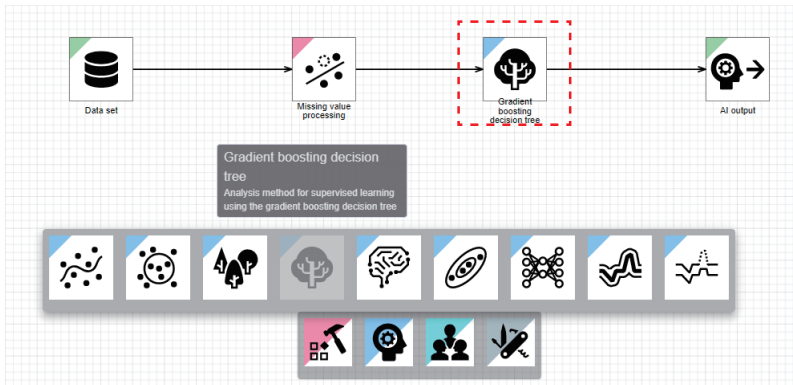 Data set
Missing value
processing
Gradient
boosting
decision tree
AI output
Gradient boosting decision
tree
Analysis method for supervised learning
using the gradient boosting decision tree